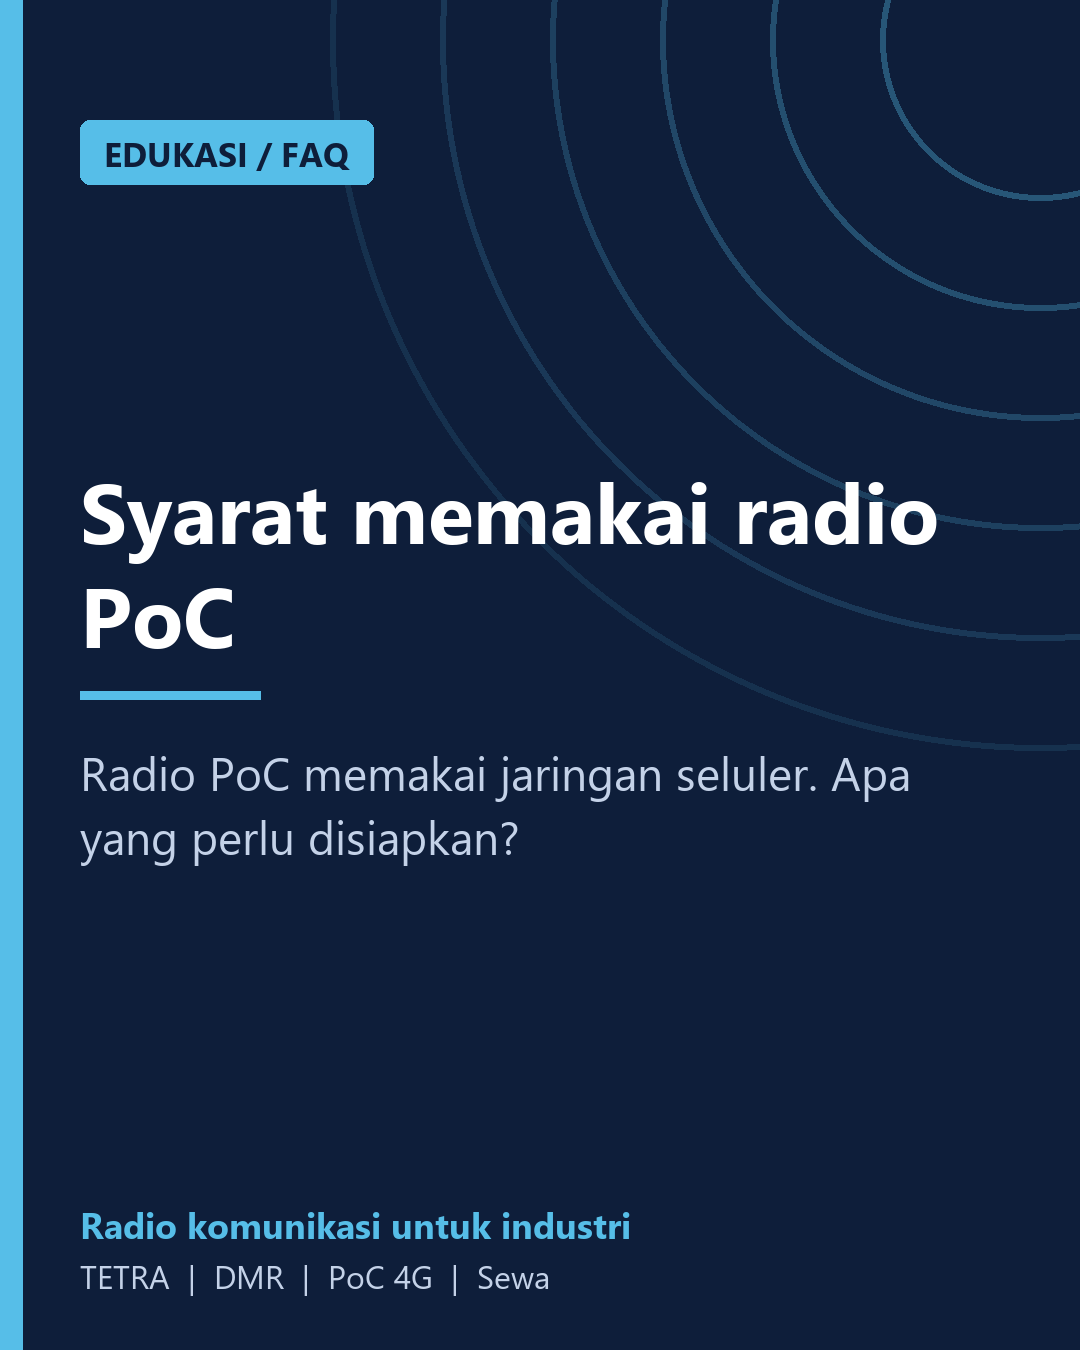 EDUKASI / FAQ
Syarat memakai radio
PoC
Radio PoC memakai jaringan seluler. Apa
yang perlu disiapkan?
Radio komunikasi untuk industri
TETRA | DMR | PoC 4G | Sewa